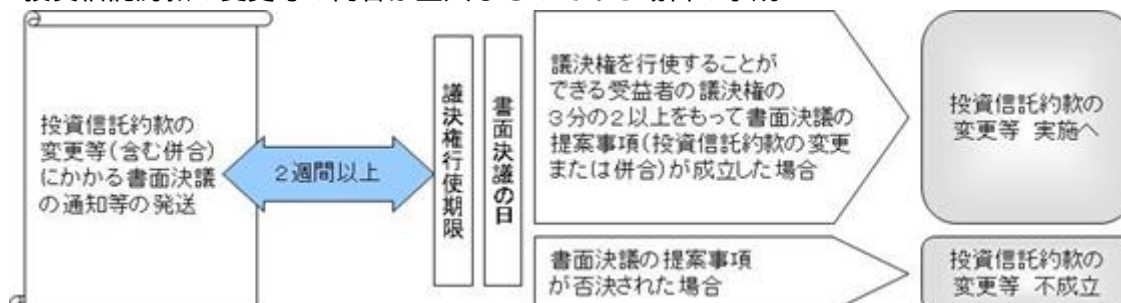 投資信託約款の
変更等(含む併合)
にかかる書面決議
の通知等の発送
2週間以上
議決権行使期限
書面決議の日
議決権を行使することが
できる受益者の議決権の
3分の2以上をもって書面決議の
提案事項(投資信託約款の変更
または併合)が成立した場合
投資信託約款の
変更等 実施へ
書面決議の提案事項
が否決された場合
投資信託約款の
変更等 不成立